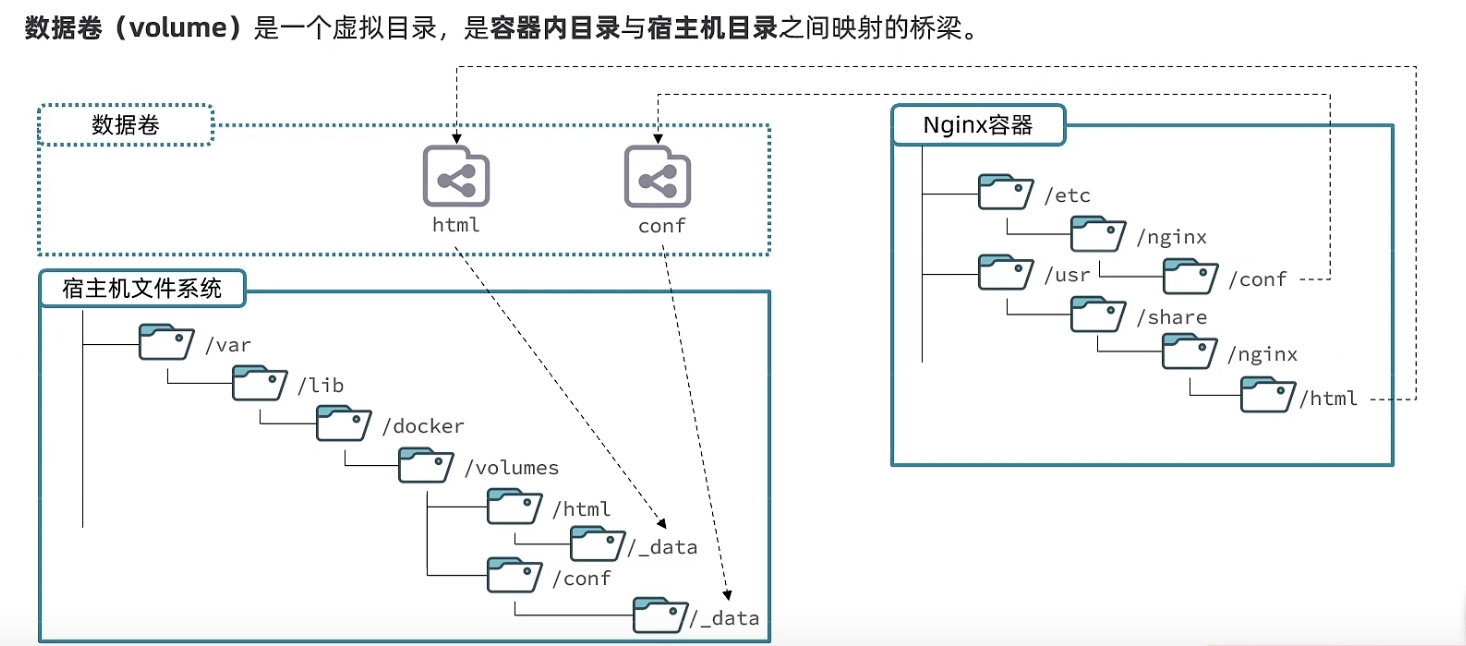 数据卷（volume）是一个虚拟目录，是容器内目录与宿主机目录之间映射的桥梁。
数据卷
html
conf
宿主机文件系统
/var
/lib
/docker
/volumes
/html
/_data
/conf
/_data
Nginx容器
/etc
/nginx
/conf
/usr
/share
/nginx
/html